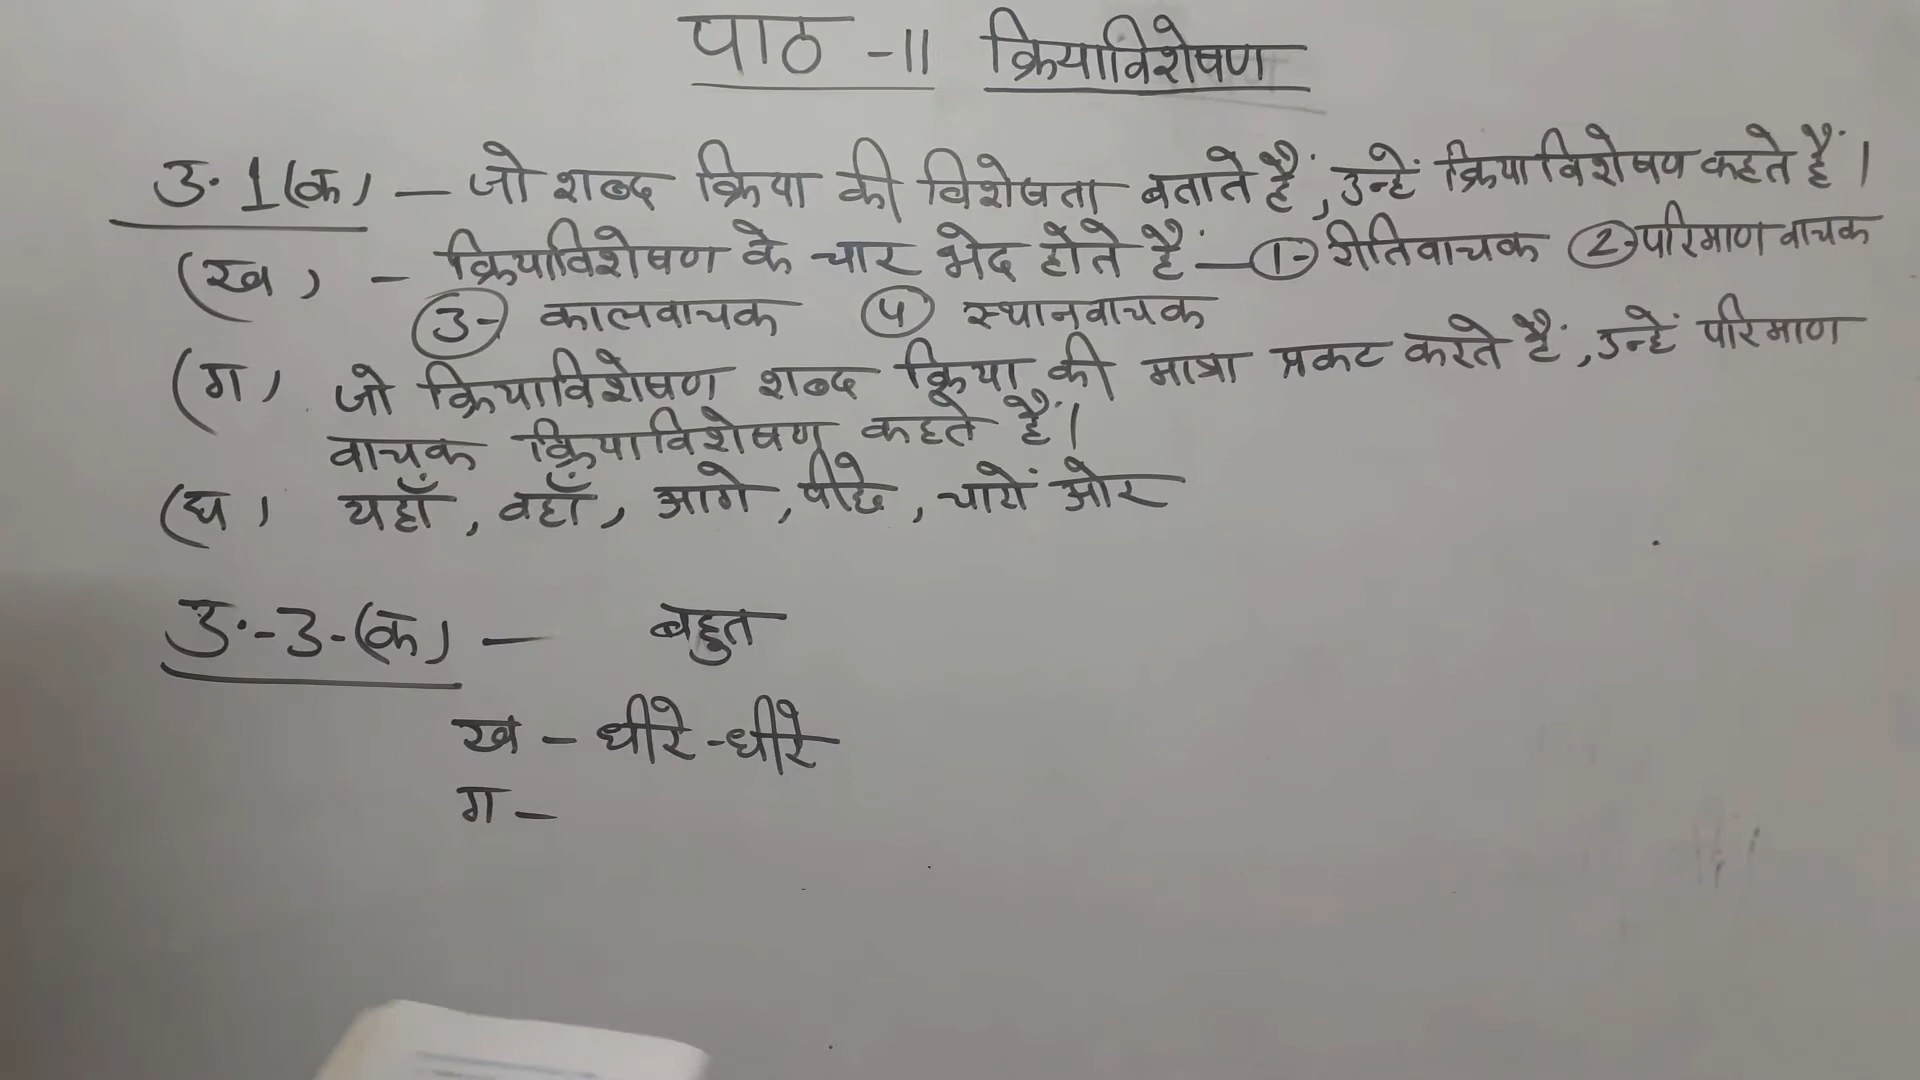 पाठ -11 क्रियाविशेषण
उ. 1 (क) – जो शब्द क्रिया की विशेषता बताते हैं, उन्हें क्रियाविशेषण कहते हैं।
(ख) - क्रियाविशेषण के चार भेद होते हैं – 1- रीतिवाचक 2- परिमाण वाचक
3- कालवाचक 4 स्थानवाचक
(ग) जो क्रियाविशेषण शब्द क्रिया की मात्रा प्रकट करते हैं, उन्हें परिमाण
वाचक क्रियाविशेषण कहते हैं।
(घ) यहाँ, वहाँ, आगे, पीछे, चारों ओर
उ.-3-(क) – बहुत
ख – धीरे-धीरे
ग –